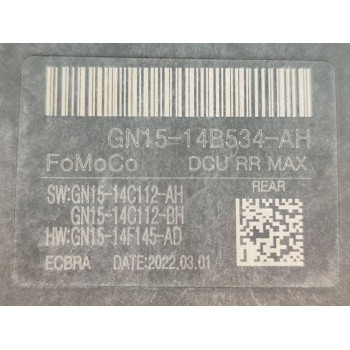 GN15-14B534-AH
FoMoCo DCU RR MAX
SW:GN15-14C112-AH REAR
GN15-14C112-BH
HW:GN15-14F145-AD
ECBRA DATE:2022.03.01